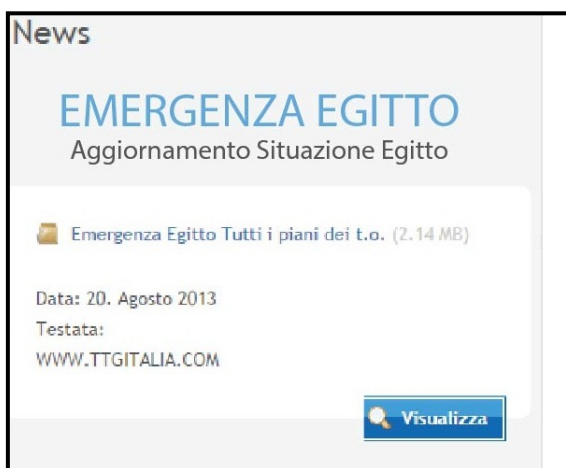 News
EMERGENZA EGITTO
Aggiornamento Situazione Egitto
Emergenza Egitto Tutti i piani dei t.o. (2.14 MB)
Data: 20. Agosto 2013
Testata:
WWW.TTGITALIA.COM
Visualizza